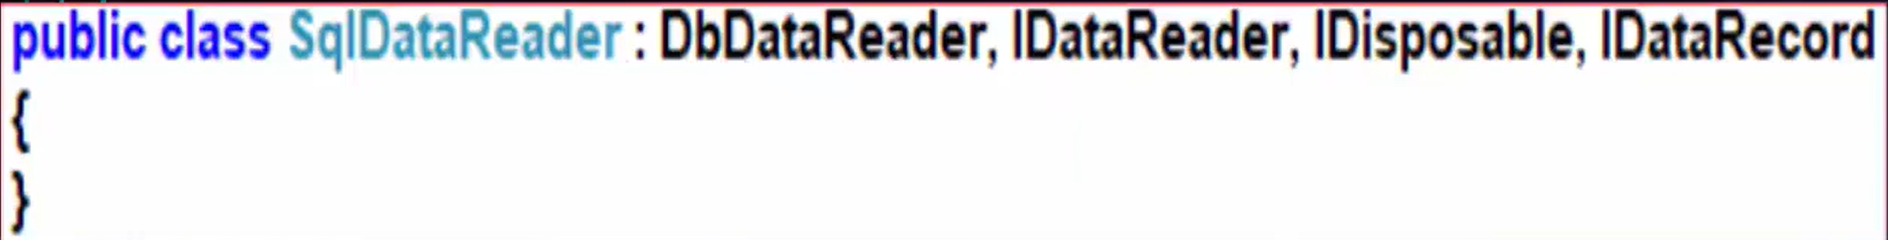 public class SqlDataReader : DbDataReader, IDataReader, IDisposable, IDataRecord
{
}